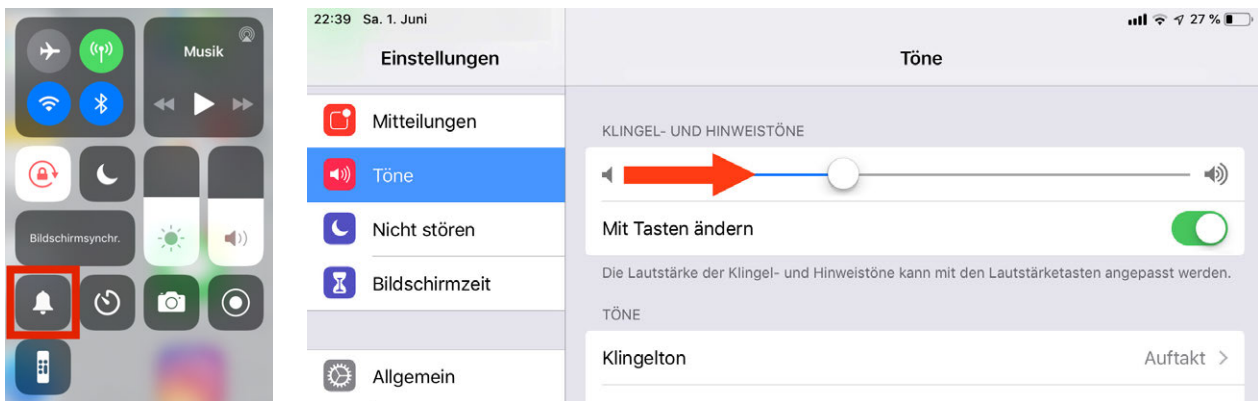 Musik
Bildschirmsynchr.
22:39 Sa. 1. Juni
27 %
Einstellungen
Mitteilungen
Töne
Nicht stören
Bildschirmzeit
Allgemein
Töne
KLINGEL- UND HINWEISTÖNE
Mit Tasten ändern
Die Lautstärke der Klingel- und Hinweistöne kann mit den Lautstärketasten angepasst werden.
TÖNE
Klingelton Auftakt